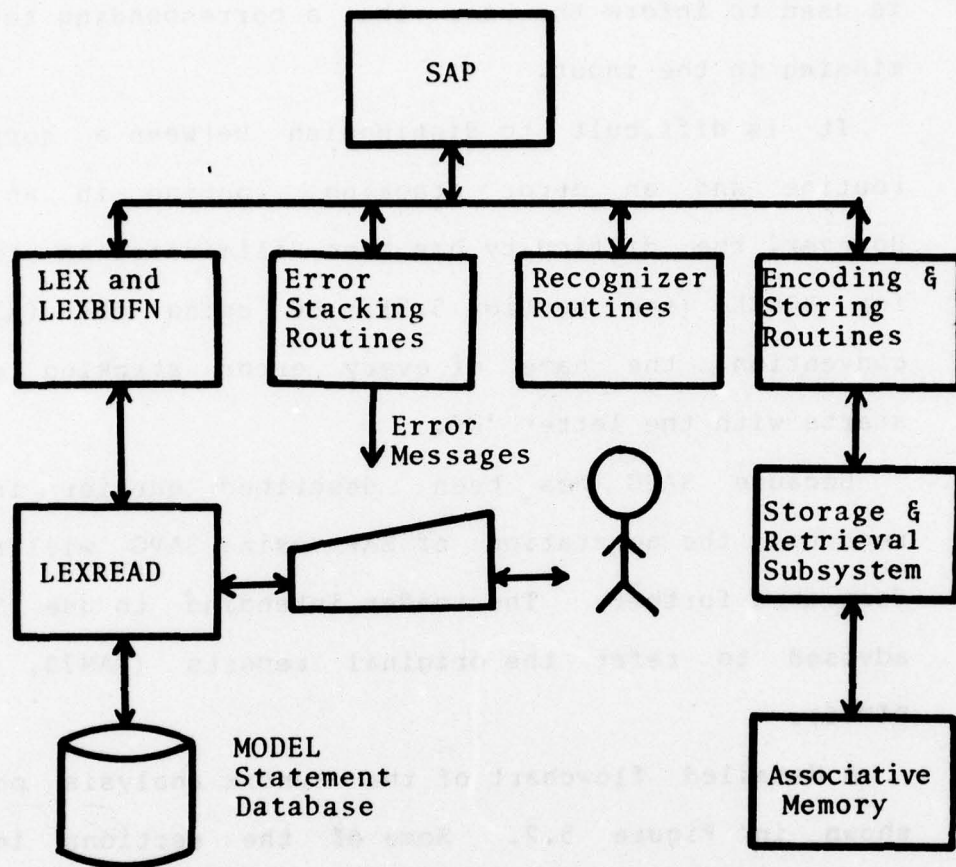 SAP
LEX and
LEXBUFN
Error
Stacking
Routines
Recognizer
Routines
Encoding &
Storing
Routines
Error
Messages
LEXREAD
Storage &
Retrieval
Subsystem
MODEL
Statement
Database
Associative
Memory